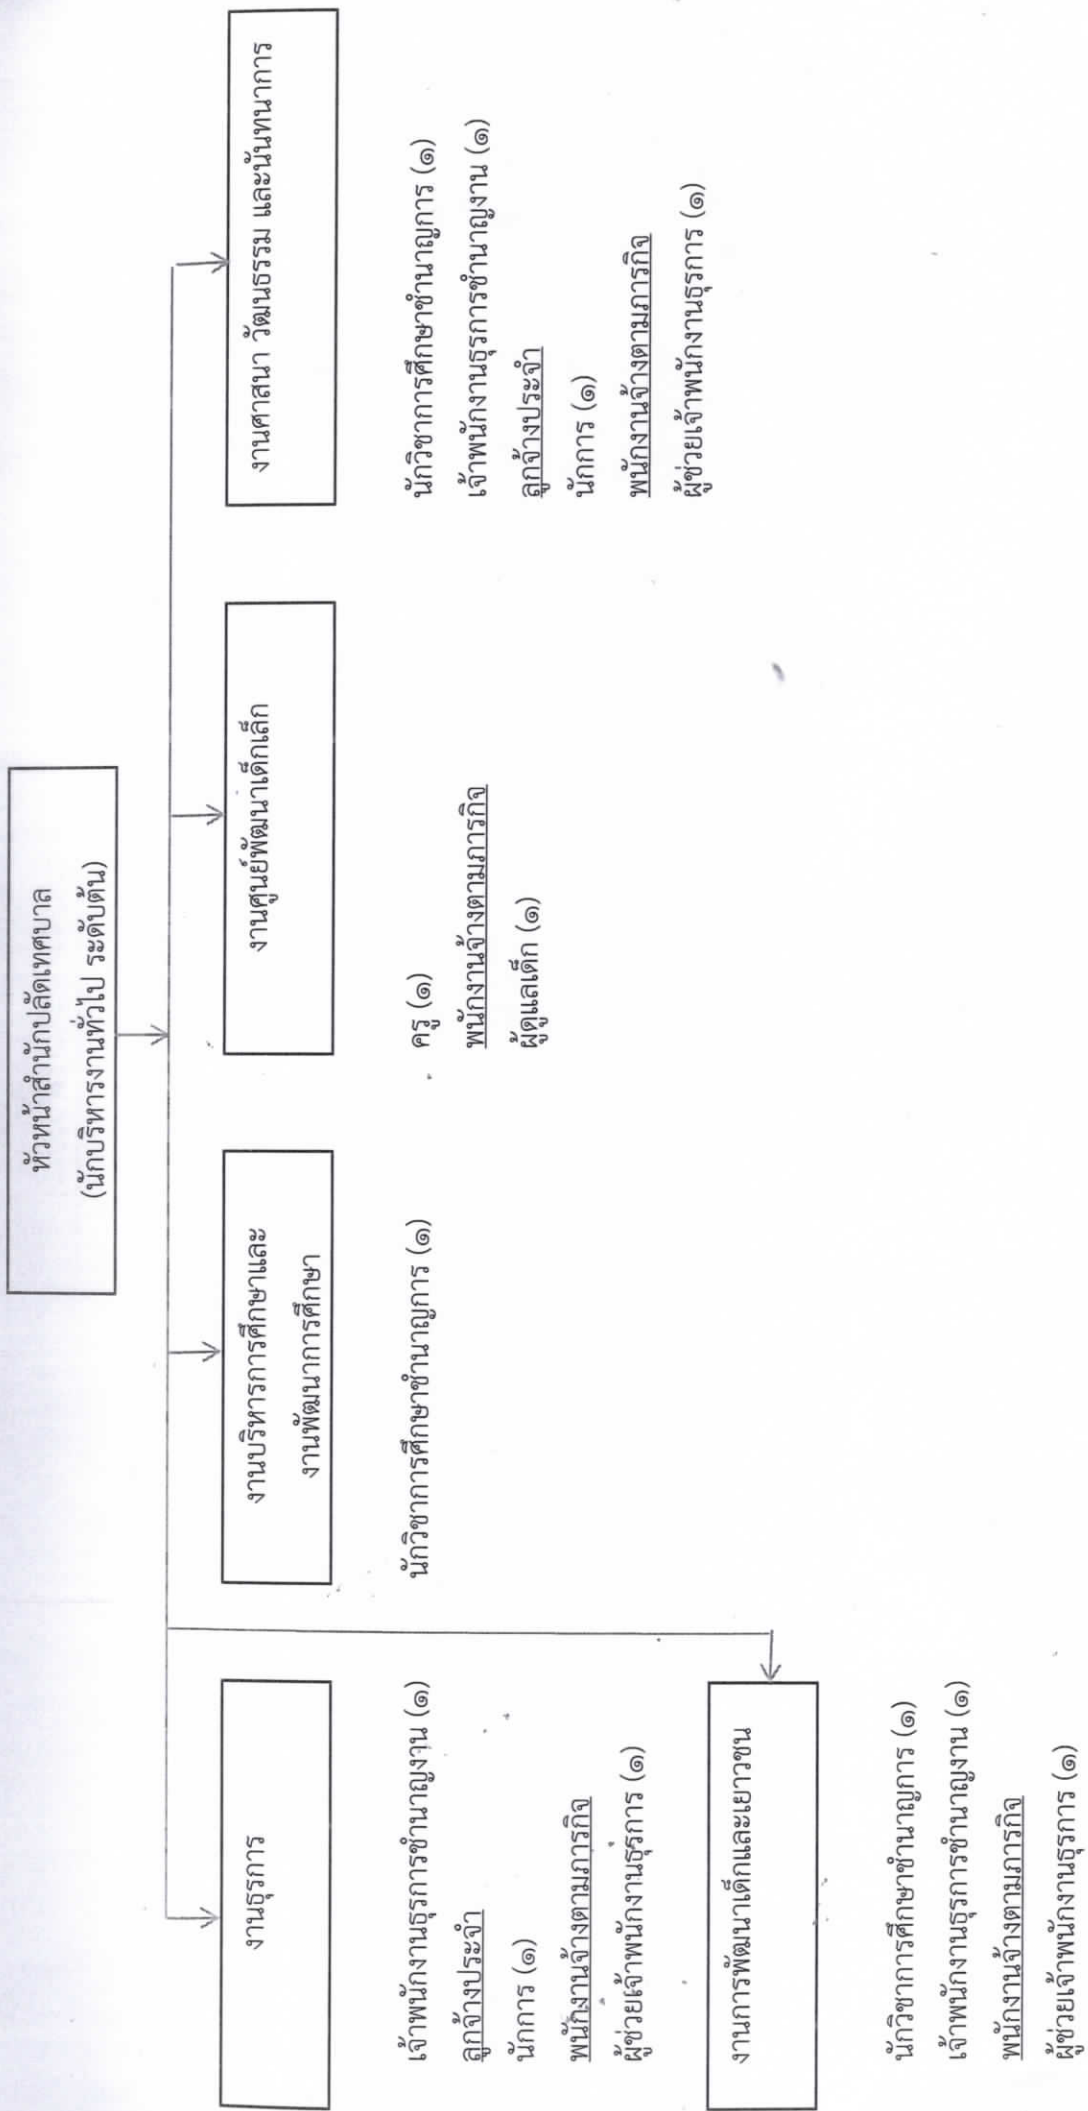 หัวหน้าสำนักปลัดเทศบาล
(นักบริหารงานทั่วไป ระดับต้น)
งานธุรการ
เจ้าพนักงานธุรการชำนาญงาน (๑)
ลูกจ้างประจำ
นักการ (๑)
พนักงานจ้างตามภารกิจ
ผู้ช่วยเจ้าพนักงานธุรการ (๑)
งานบริหารการศึกษาและ
งานพัฒนาการศึกษา
นักวิชาการศึกษาชำนาญการ (๑)
งานศูนย์พัฒนาเด็กเล็ก
ครู (๑)
พนักงานจ้างตามภารกิจ
ผู้ดูแลเด็ก (๑)
งานศาสนา วัฒนธรรม และนันทนาการ
นักวิชาการศึกษาชำนาญการ (๑)
เจ้าพนักงานธุรการชำนาญงาน (๑)
ลูกจ้างประจำ
นักการ (๑)
พนักงานจ้างตามภารกิจ
ผู้ช่วยเจ้าพนักงานธุรการ (๑)
งานการพัฒนาเด็กและเยาวชน
นักวิชาการศึกษาชำนาญการ (๑)
เจ้าพนักงานธุรการชำนาญงาน (๑)
พนักงานจ้างตามภารกิจ
ผู้ช่วยเจ้าพนักงานธุรการ (๑)